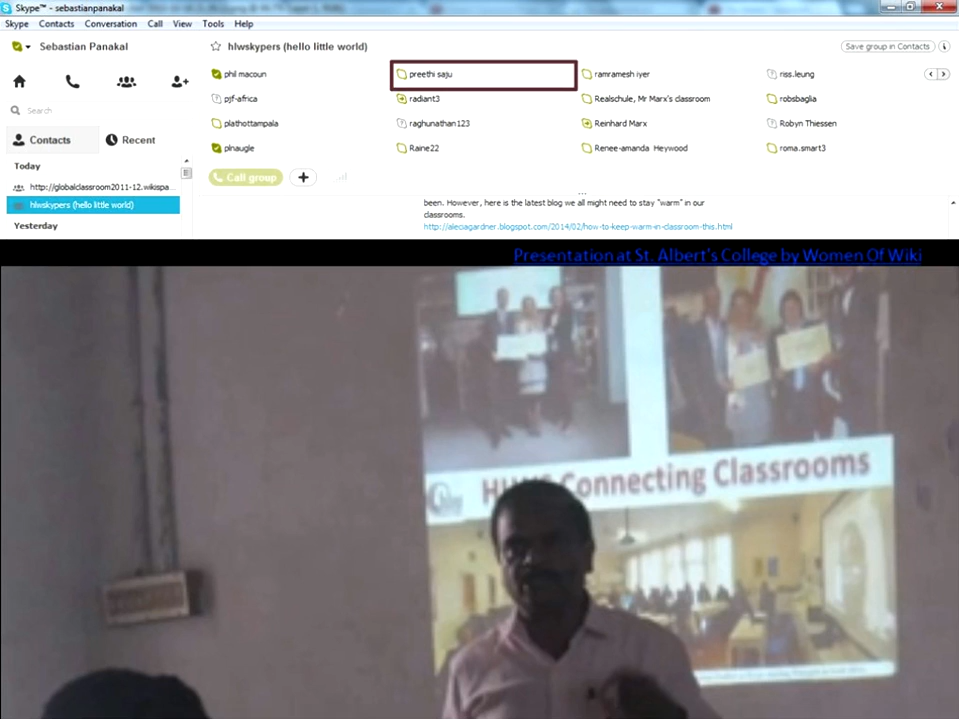 Skype™ - sebastianpanakal
Skype Contacts Conversation Call View Tools Help
Sebastian Panakal
hlwskypers (hello little world)
Save group in Contacts
phil macoun
preethi saju
ramramesh iyer
riss.leung
pjf-africa
radiant3
Realschule, Mr Marx's classroom
robsbaglia
Search
plathottampala
raghunathan123
Reinhard Marx
Robyn Thiessen
Contacts
Recent
plnaugle
Raine22
Renee-amanda Heywood
roma.smart3
Today
Call group
http://globalclassroom2011-12.wikispa...
hlwskypers (hello little world)
Yesterday
been. However, here is the latest blog we all might need to stay "warm" in our
classrooms.
http://aleciagardner.blogspot.com/2014/02/how-to-keep-warm-in-classroom-this.html
Presentation at St. Albert's College by Women Of Wiki
Connecting Classrooms